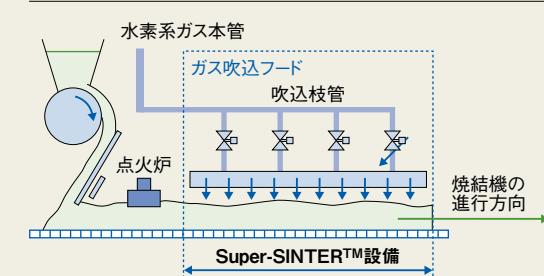 水素系ガス本管
ガス吹込フード
吹込枝管
点火炉
焼結機の
進行方向
Super-SINTER™設備